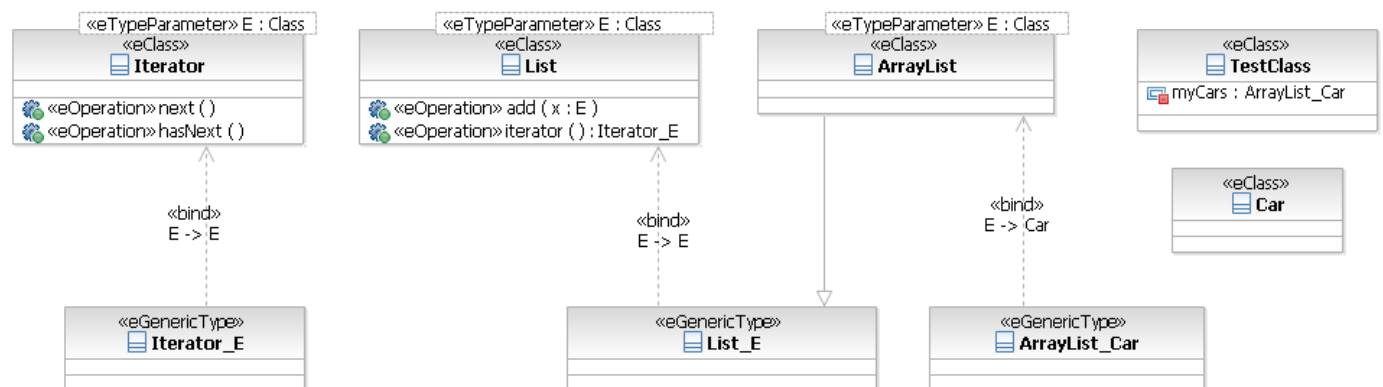 «eTypeParameter» E : Class
«eClass»
Iterator
«eOperation» next ( )
«eOperation» hasNext ( )
«eTypeParameter» E : Class
«eClass»
List
«eOperation» add ( x : E )
«eOperation» iterator ( ) : Iterator_E
«eTypeParameter» E : Class
«eClass»
ArrayList
«eClass»
TestClass
myCars : ArrayList_Car
«eClass»
Car
«bind»
E -> E
«bind»
E -> E
«bind»
E -> Car
«eGenericType»
Iterator_E
«eGenericType»
List_E
«eGenericType»
ArrayList_Car